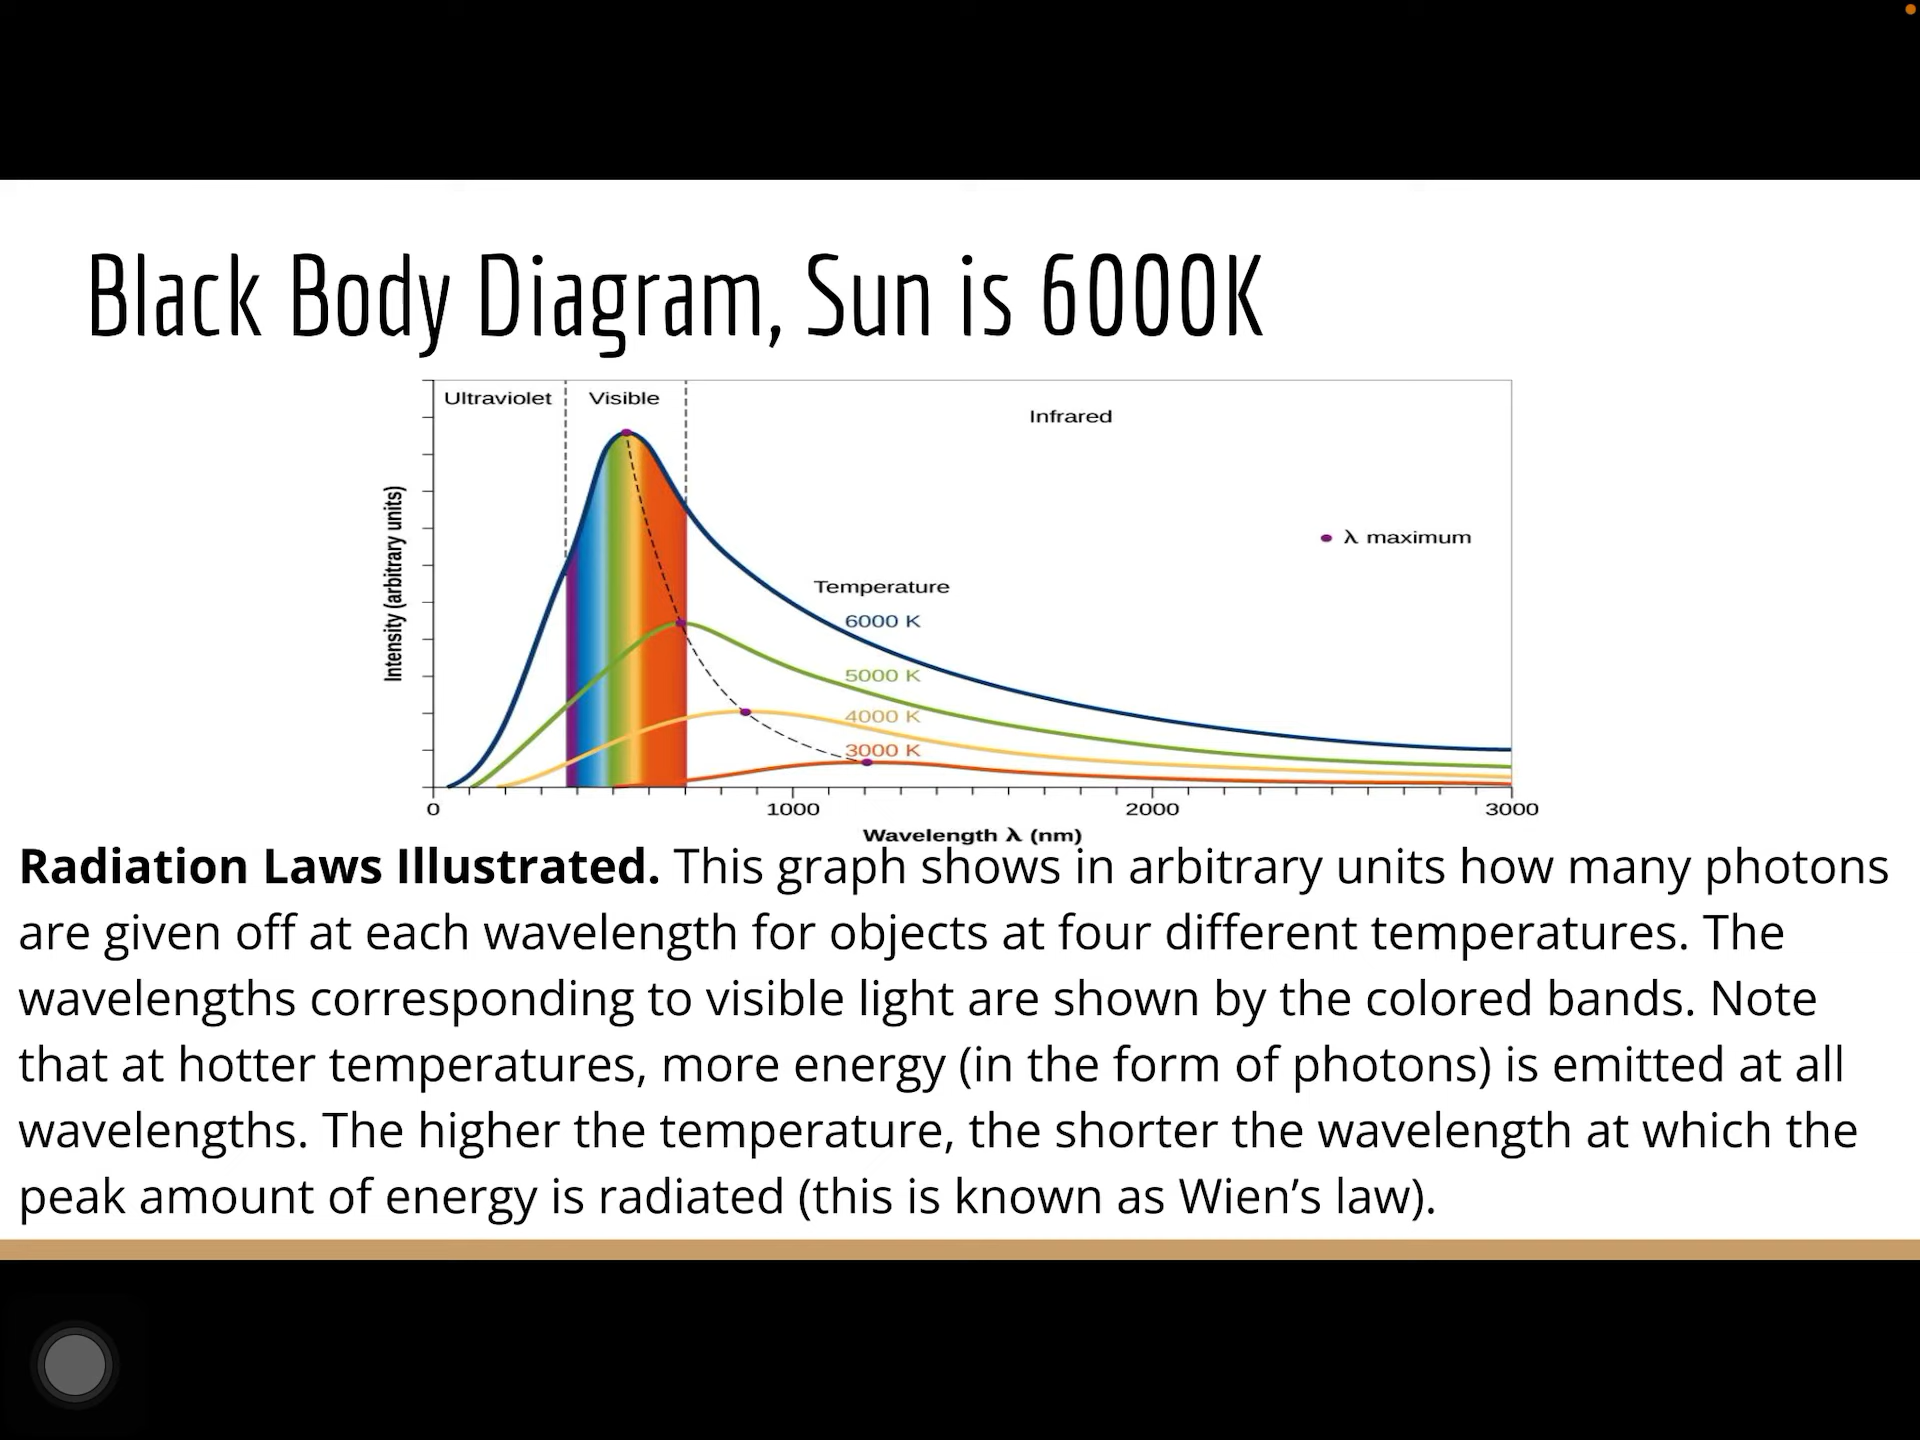 Black Body Diagram, Sun is 6000K
Ultraviolet
Visible
Infrared
λ maximum
Intensity (arbitrary units)
Temperature
6000 K
5000 K
4000 K
3000 K
0
1000
2000
3000
Wavelength λ (nm)
Radiation Laws Illustrated. This graph shows in arbitrary units how many photons
are given off at each wavelength for objects at four different temperatures. The
wavelengths corresponding to visible light are shown by the colored bands. Note
that at hotter temperatures, more energy (in the form of photons) is emitted at all
wavelengths. The higher the temperature, the shorter the wavelength at which the
peak amount of energy is radiated (this is known as Wien’s law).